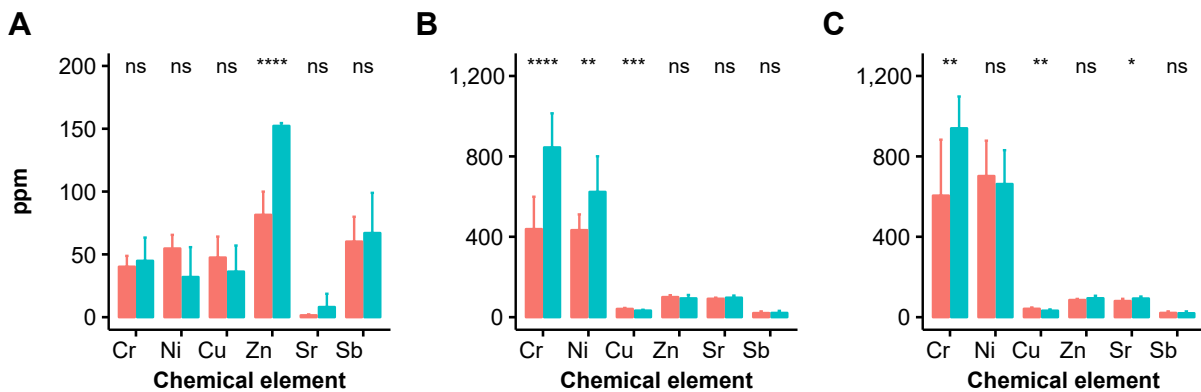 A
ppm
200
150
100
50
0
ns ns ns **** ns ns
Cr Ni Cu Zn Sr Sb
Chemical element
B
1,200
800
400
0
**** ** *** ns ns ns
Cr Ni Cu Zn Sr Sb
Chemical element
C
1,200
800
400
0
** ns ** ns * ns
Cr Ni Cu Zn Sr Sb
Chemical element